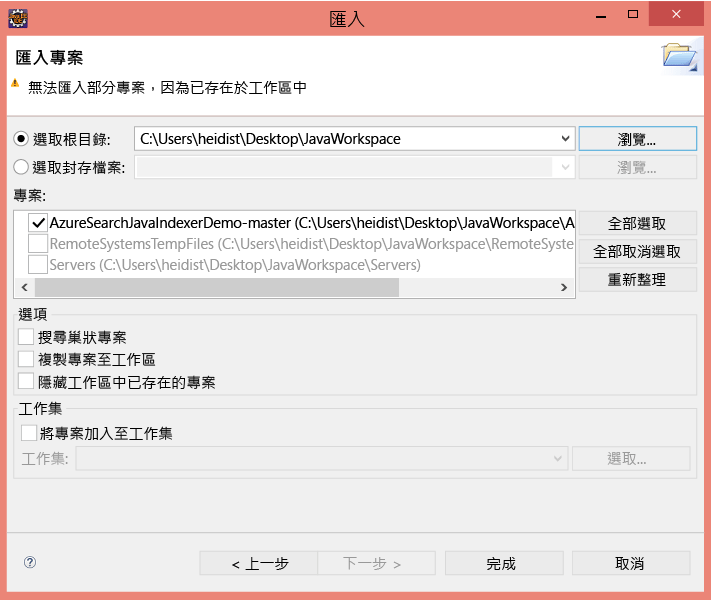 匯入
匯入專案
無法匯入部分專案，因為已存在於工作區中
選取根目錄: C:\Users\heidist\Desktop\JavaWorkspace 瀏覽...
選取封存檔案: 瀏覽...
專案:
AzureSearchJavaIndexerDemo-master (C:\Users\heidist\Desktop\JavaWorkspace\A 全部選取
RemoteSystemsTempFiles (C:\Users\heidist\Desktop\JavaWorkspace\RemoteSyste 全部取消選取
Servers (C:\Users\heidist\Desktop\JavaWorkspace\Servers) 重新整理
選項
搜尋巢狀專案
複製專案至工作區
隱藏工作區中已存在的專案
工作集
將專案加入至工作集
工作集: 選取...
? < 上一步 下一步 > 完成 取消